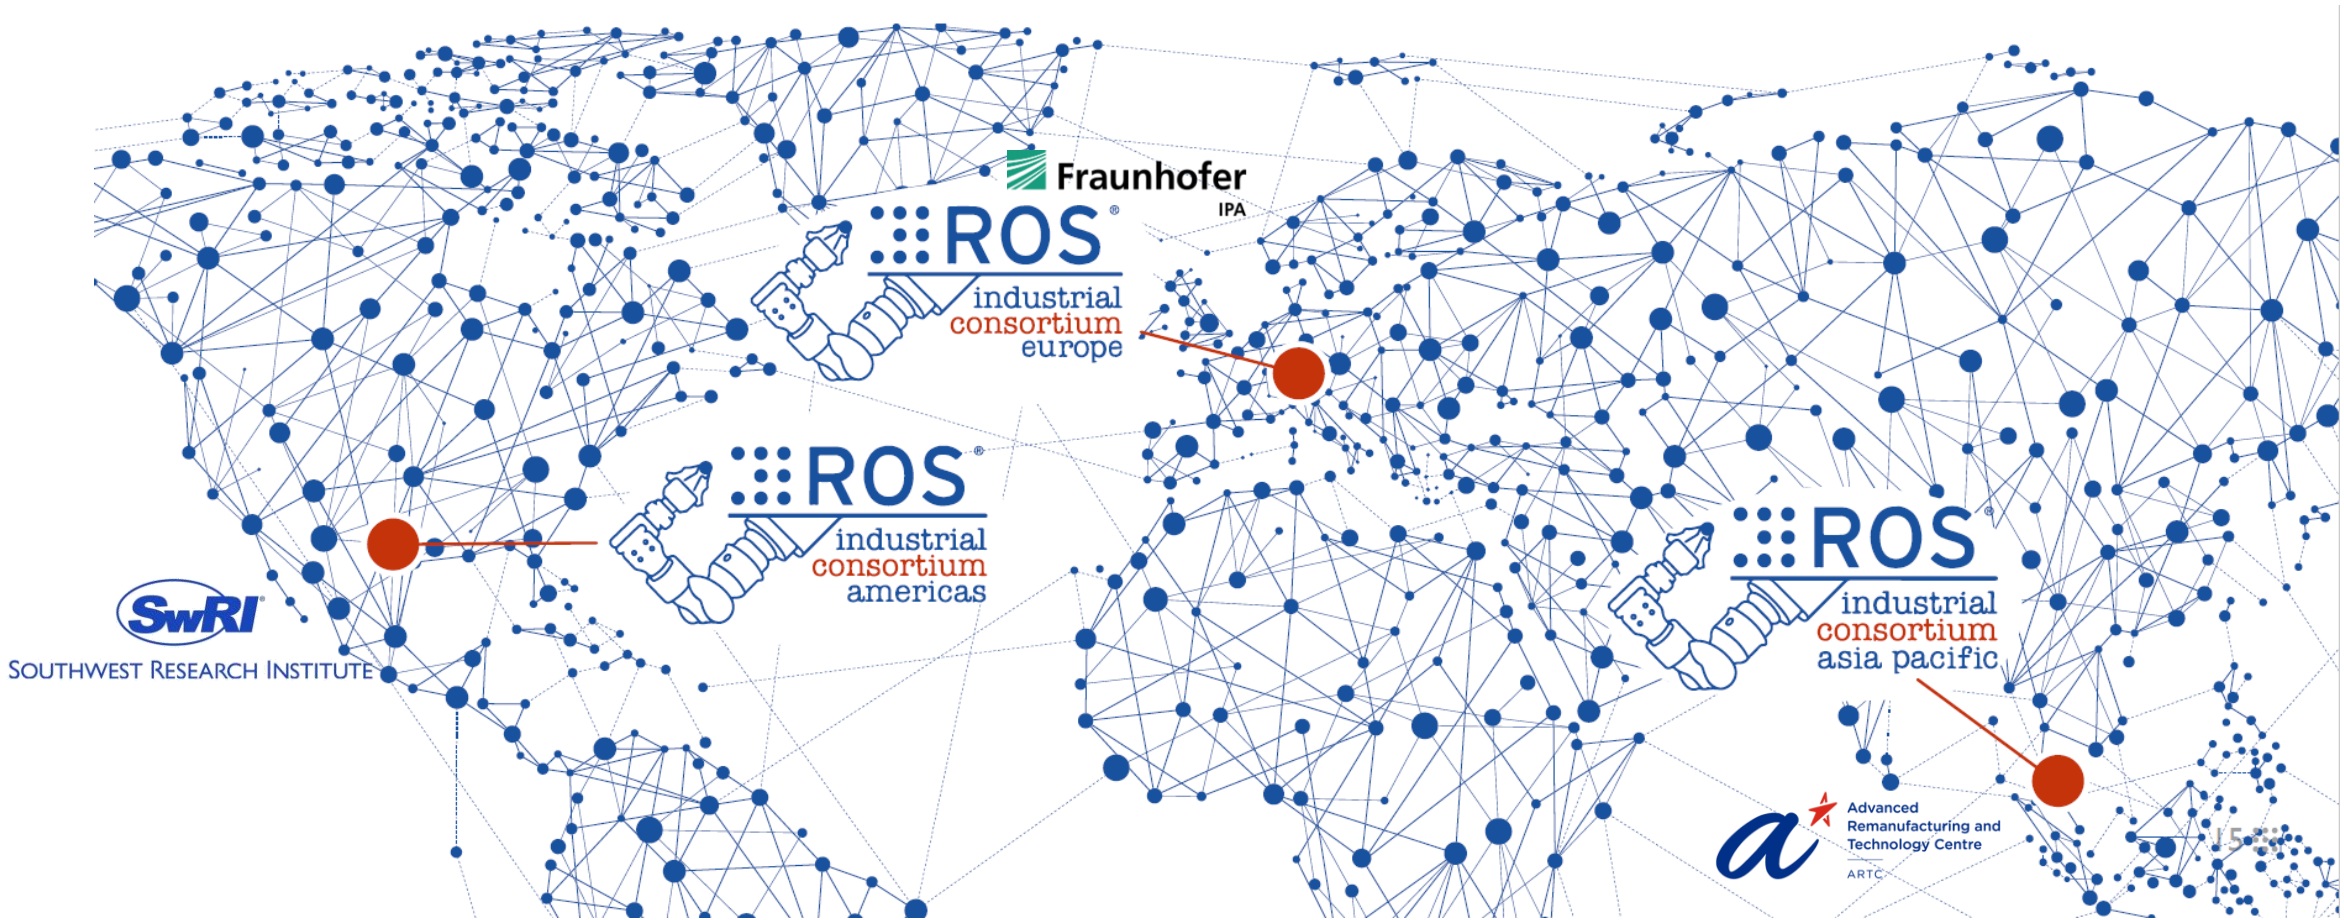 Fraunhofer
IPA
ROS®
industrial
consortium
europe
ROS®
industrial
consortium
americas
SwRI®
SOUTHWEST RESEARCH INSTITUTE
ROS®
industrial
consortium
asia pacific
a
Advanced
Remanufacturing and
Technology Centre
ARTC
15